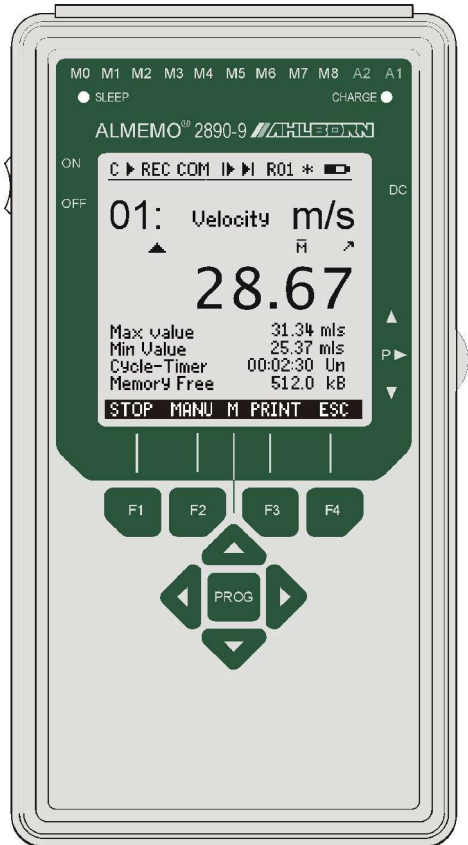 M0 M1 M2 M3 M4 M5 M6 M7 M8 A2 A1
SLEEP CHARGE
ALMEMO® 2890-9 AHLBORN
ON
OFF
DC
C ▶ REC COM I▶ ▶I R01 *
01: Velocity m/s
M̅ ↗
28.67
Max value 31.34 mls
Min Value 25.37 mls
Cycle-Timer 00:02:30 Un
Memory Free 512.0 kB
P▶
STOP MANU M PRINT ESC
F1 F2 F3 F4
PROG